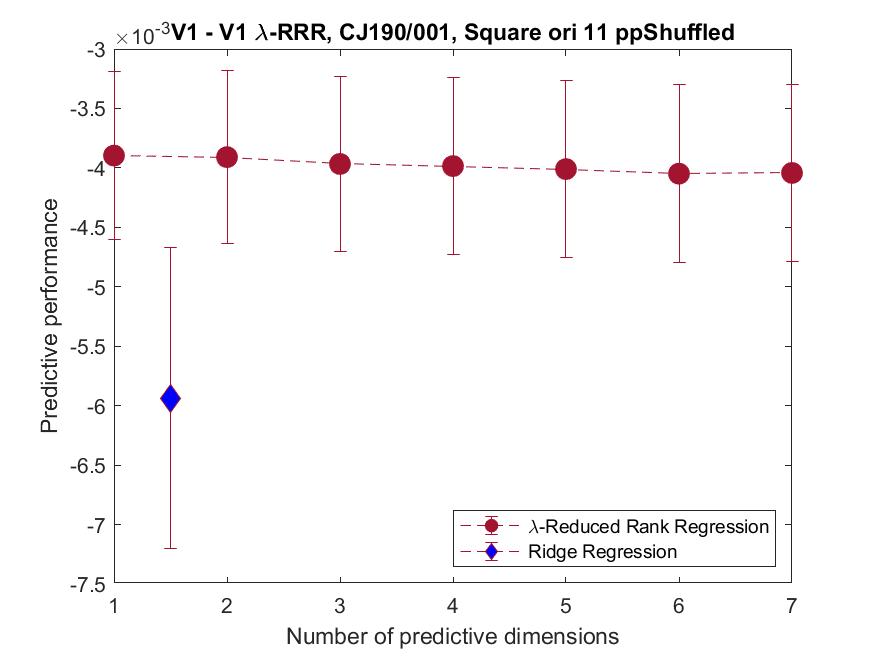 ×10-3
V1 - V1 λ-RRR, CJ190/001, Square ori 11 ppShuffled
-3
-3.5
-4
-4.5
-5
-5.5
-6
-6.5
-7
-7.5
Predictive performance
1 2 3 4 5 6 7
Number of predictive dimensions
λ-Reduced Rank Regression
Ridge Regression